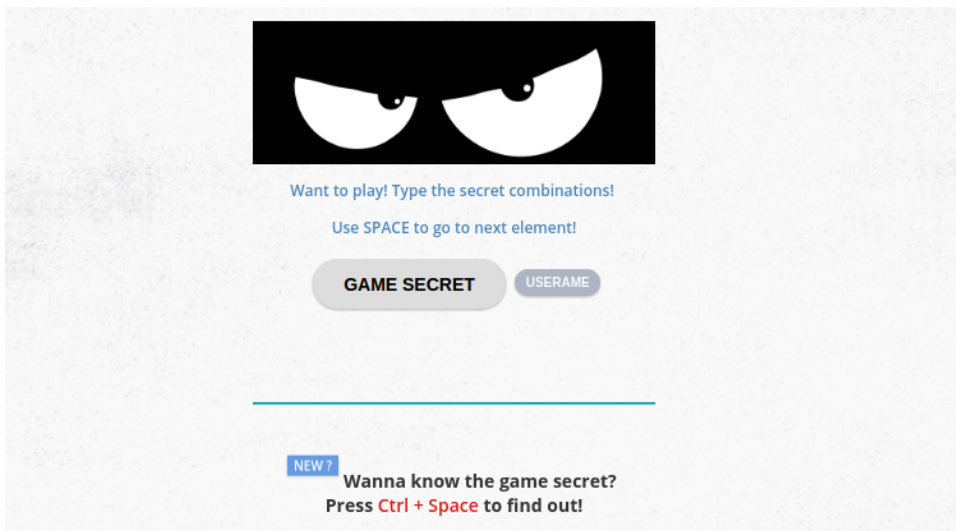 Want to play! Type the secret combinations!
Use SPACE to go to next element!
GAME SECRET
USERAME
NEW ?
Wanna know the game secret?
Press Ctrl + Space to find out!